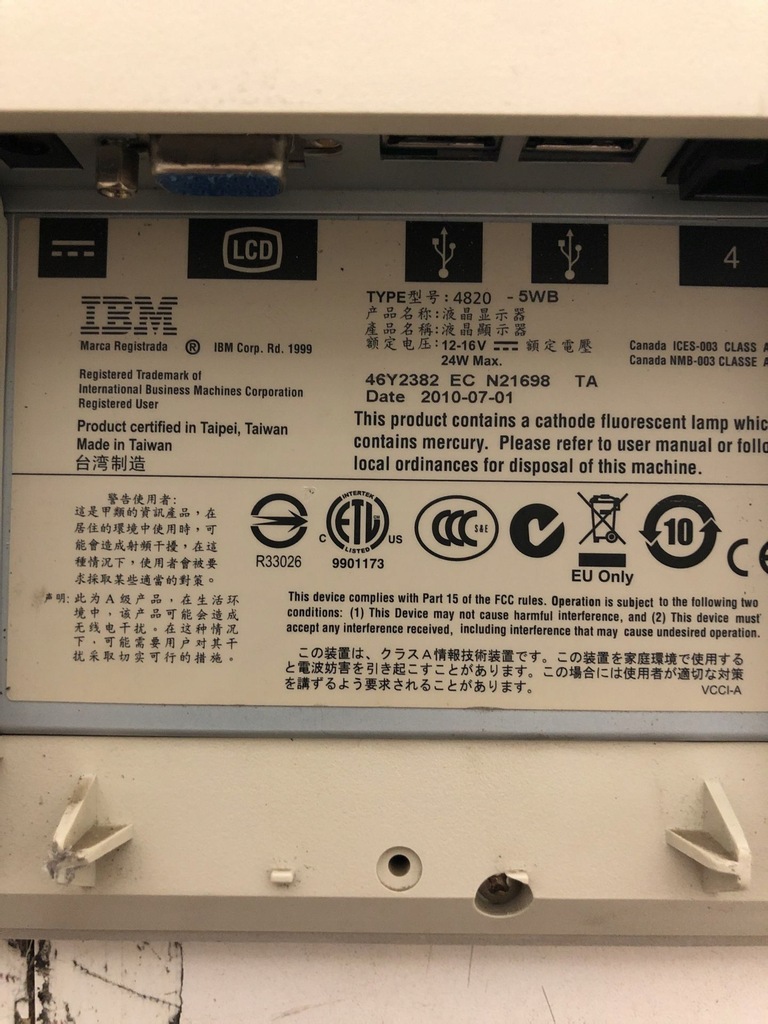 LCD
4
IBM
Marca Registrada ® IBM Corp. Rd. 1999
Registered Trademark of
International Business Machines Corporation
Registered User
Product certified in Taipei, Taiwan
Made in Taiwan
台湾制造
TYPE型号: 4820 - 5WB
产品名称:液晶显示器
產品名稱:液晶顯示器
额定电压: 12-16V 額定電壓
24W Max.
46Y2382 EC N21698 TA
Date 2010-07-01
Canada ICES-003 CLASS A
Canada NMB-003 CLASSE A
This product contains a cathode fluorescent lamp whic
contains mercury. Please refer to user manual or follo
local ordinances for disposal of this machine.
警告使用者:
這是甲類的資訊產品，在
居住的環境中使用時，可
能會造成射頻干擾，在這
種情況下，使用者會被要
求採取某些適當的對策。
声明: 此为A级产品，在生活环
境中，该产品可能会造成
无线电干扰。在这种情况
下，可能需要用户对其干
扰采取切实可行的措施。
R33026
INTERTEK
C ETL US
LISTED
9901173
CCC S&E
EU Only
10
CE
This device complies with Part 15 of the FCC rules. Operation is subject to the following two
conditions: (1) This Device may not cause harmful interference, and (2) This device must
accept any interference received, including interference that may cause undesired operation.
この装置は、クラスA情報技術装置です。この装置を家庭環境で使用する
と電波妨害を引き起こすことがあります。この場合には使用者が適切な対策
を講ずるよう要求されることがあります。
VCCI-A